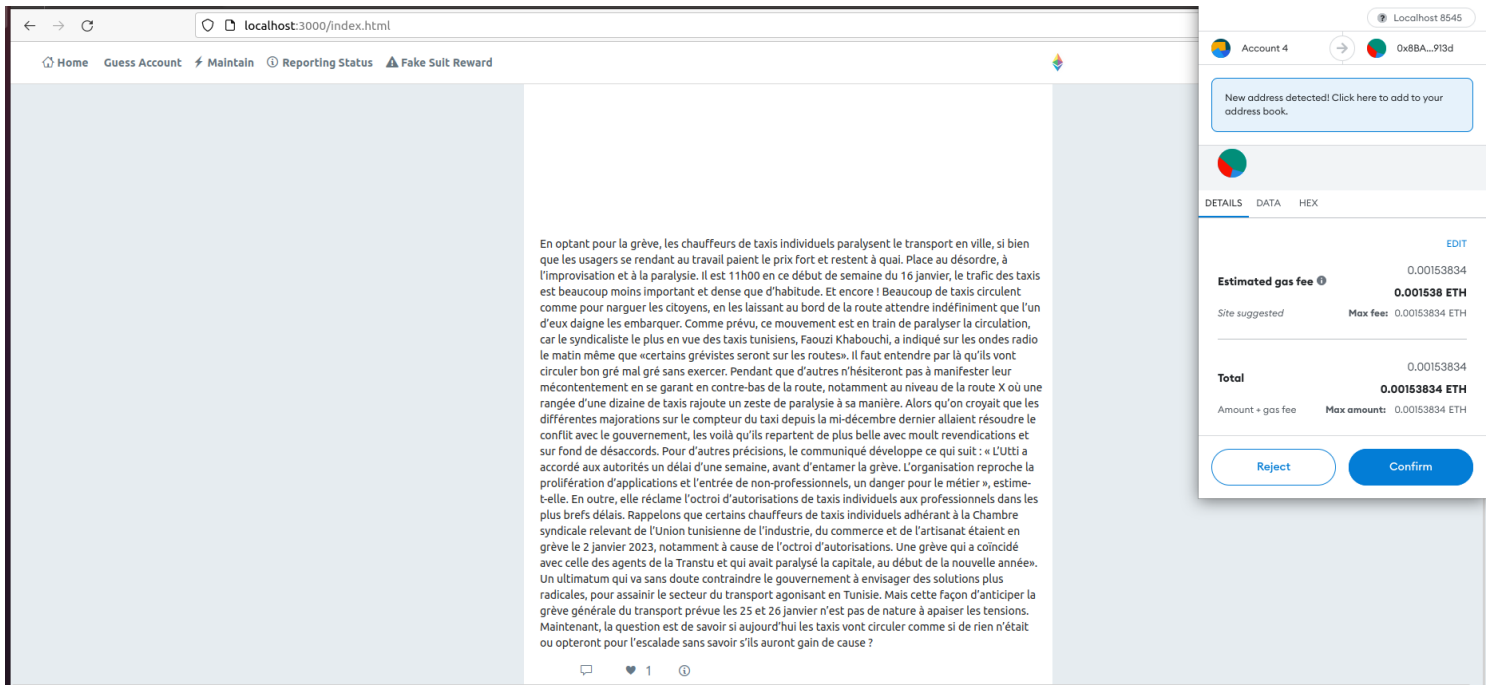 localhost:3000/index.html
Home Guess Account Maintain Reporting Status Fake Suit Reward
En optant pour la grève, les chauffeurs de taxis individuels paralysent le transport en ville, si bien
que les usagers se rendant au travail paient le prix fort et restent à quai. Place au désordre, à
l'improvisation et à la paralysie. Il est 11h00 en ce début de semaine du 16 janvier, le trafic des taxis
est beaucoup moins important et dense que d'habitude. Et encore ! Beaucoup de taxis circulent
comme pour narguer les citoyens, en les laissant au bord de la route attendre indéfiniment que l'un
d'eux daigne les embarquer. Comme prévu, ce mouvement est en train de paralyser la circulation,
car le syndicaliste le plus en vue des taxis tunisiens, Faouzi Khabouchi, a indiqué sur les ondes radio
le matin même que «certains grévistes seront sur les routes». Il faut entendre par là qu'ils vont
circuler bon gré mal gré sans exercer. Pendant que d'autres n'hésiteront pas à manifester leur
mécontentement en se garant en contre-bas de la route, notamment au niveau de la route X où une
rangée d'une dizaine de taxis rajoute un zeste de paralysie à sa manière. Alors qu'on croyait que les
différentes majorations sur le compteur du taxi depuis la mi-décembre dernier allaient résoudre le
conflit avec le gouvernement, les voilà qu'ils repartent de plus belle avec moult revendications et
sur fond de désaccords. Pour d'autres précisions, le communiqué développe ce qui suit : « L'Utti a
accordé aux autorités un délai d'une semaine, avant d'entamer la grève. L'organisation reproche la
prolifération d'applications et l'entrée de non-professionnels, un danger pour le métier », estime-
t-elle. En outre, elle réclame l'octroi d'autorisations de taxis individuels aux professionnels dans les
plus brefs délais. Rappelons que certains chauffeurs de taxis individuels adhérant à la Chambre
syndicale relevant de l'Union tunisienne de l'industrie, du commerce et de l'artisanat étaient en
grève le 2 janvier 2023, notamment à cause de l'octroi d'autorisations. Une grève qui a coïncidé
avec celle des agents de la Transtu et qui avait paralysé la capitale, au début de la nouvelle année».
Un ultimatum qui va sans doute contraindre le gouvernement à envisager des solutions plus
radicales, pour assainir le secteur du transport agonisant en Tunisie. Mais cette façon d'anticiper la
grève générale du transport prévue les 25 et 26 janvier n'est pas de nature à apaiser les tensions.
Maintenant, la question est de savoir si aujourd'hui les taxis vont circuler comme si de rien n'était
ou opteront pour l'escalade sans savoir s'ils auront gain de cause ?
1
Localhost 8545
Account 4 0x8BA...913d
New address detected! Click here to add to your
address book.
DETAILS DATA HEX
EDIT
0.00153834
Estimated gas fee
0.001538 ETH
Site suggested Max fee: 0.00153834 ETH
0.00153834
Total
0.00153834 ETH
Amount + gas fee Max amount: 0.00153834 ETH
Reject Confirm